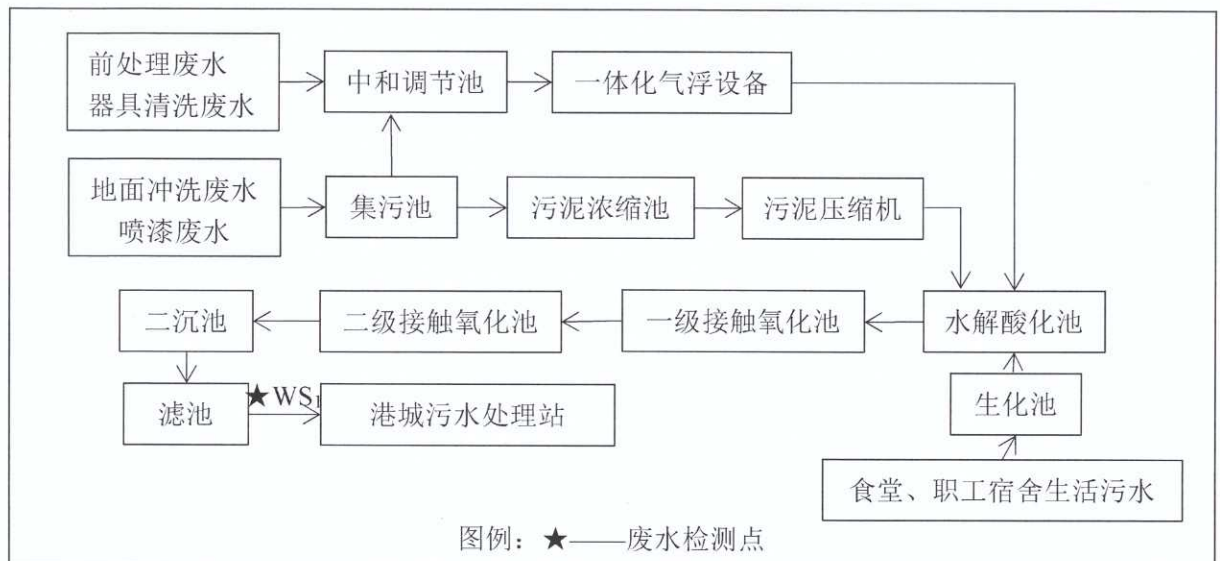 前处理废水
器具清洗废水
中和调节池
一体化气浮设备
地面冲洗废水
喷漆废水
集污池
污泥浓缩池
污泥压缩机
二沉池
二级接触氧化池
一级接触氧化池
水解酸化池
滤池
★WS₁
港城污水处理站
生化池
食堂、职工宿舍生活污水
图例：★——废水检测点